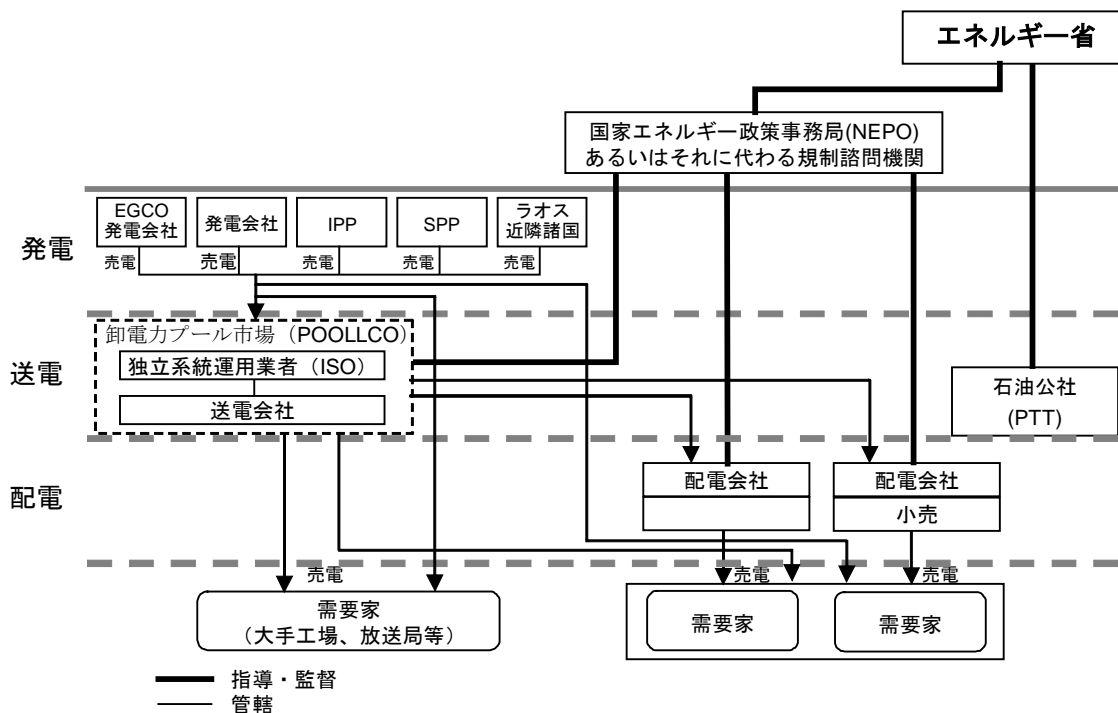 エネルギー省
国家エネルギー政策事務局(NEPO)
あるいはそれに代わる規制諮問機関
発電
EGCO
発電会社
発電会社
IPP
SPP
ラオス
近隣諸国
売電
売電
売電
売電
売電
送電
卸電力プール市場（POOLLCO）
独立系統運用業者（ISO）
送電会社
石油公社
(PTT)
配電
配電会社
配電会社
小売
売電
売電
売電
需要家
（大手工場、放送局等）
需要家
需要家
指導・監督
管轄